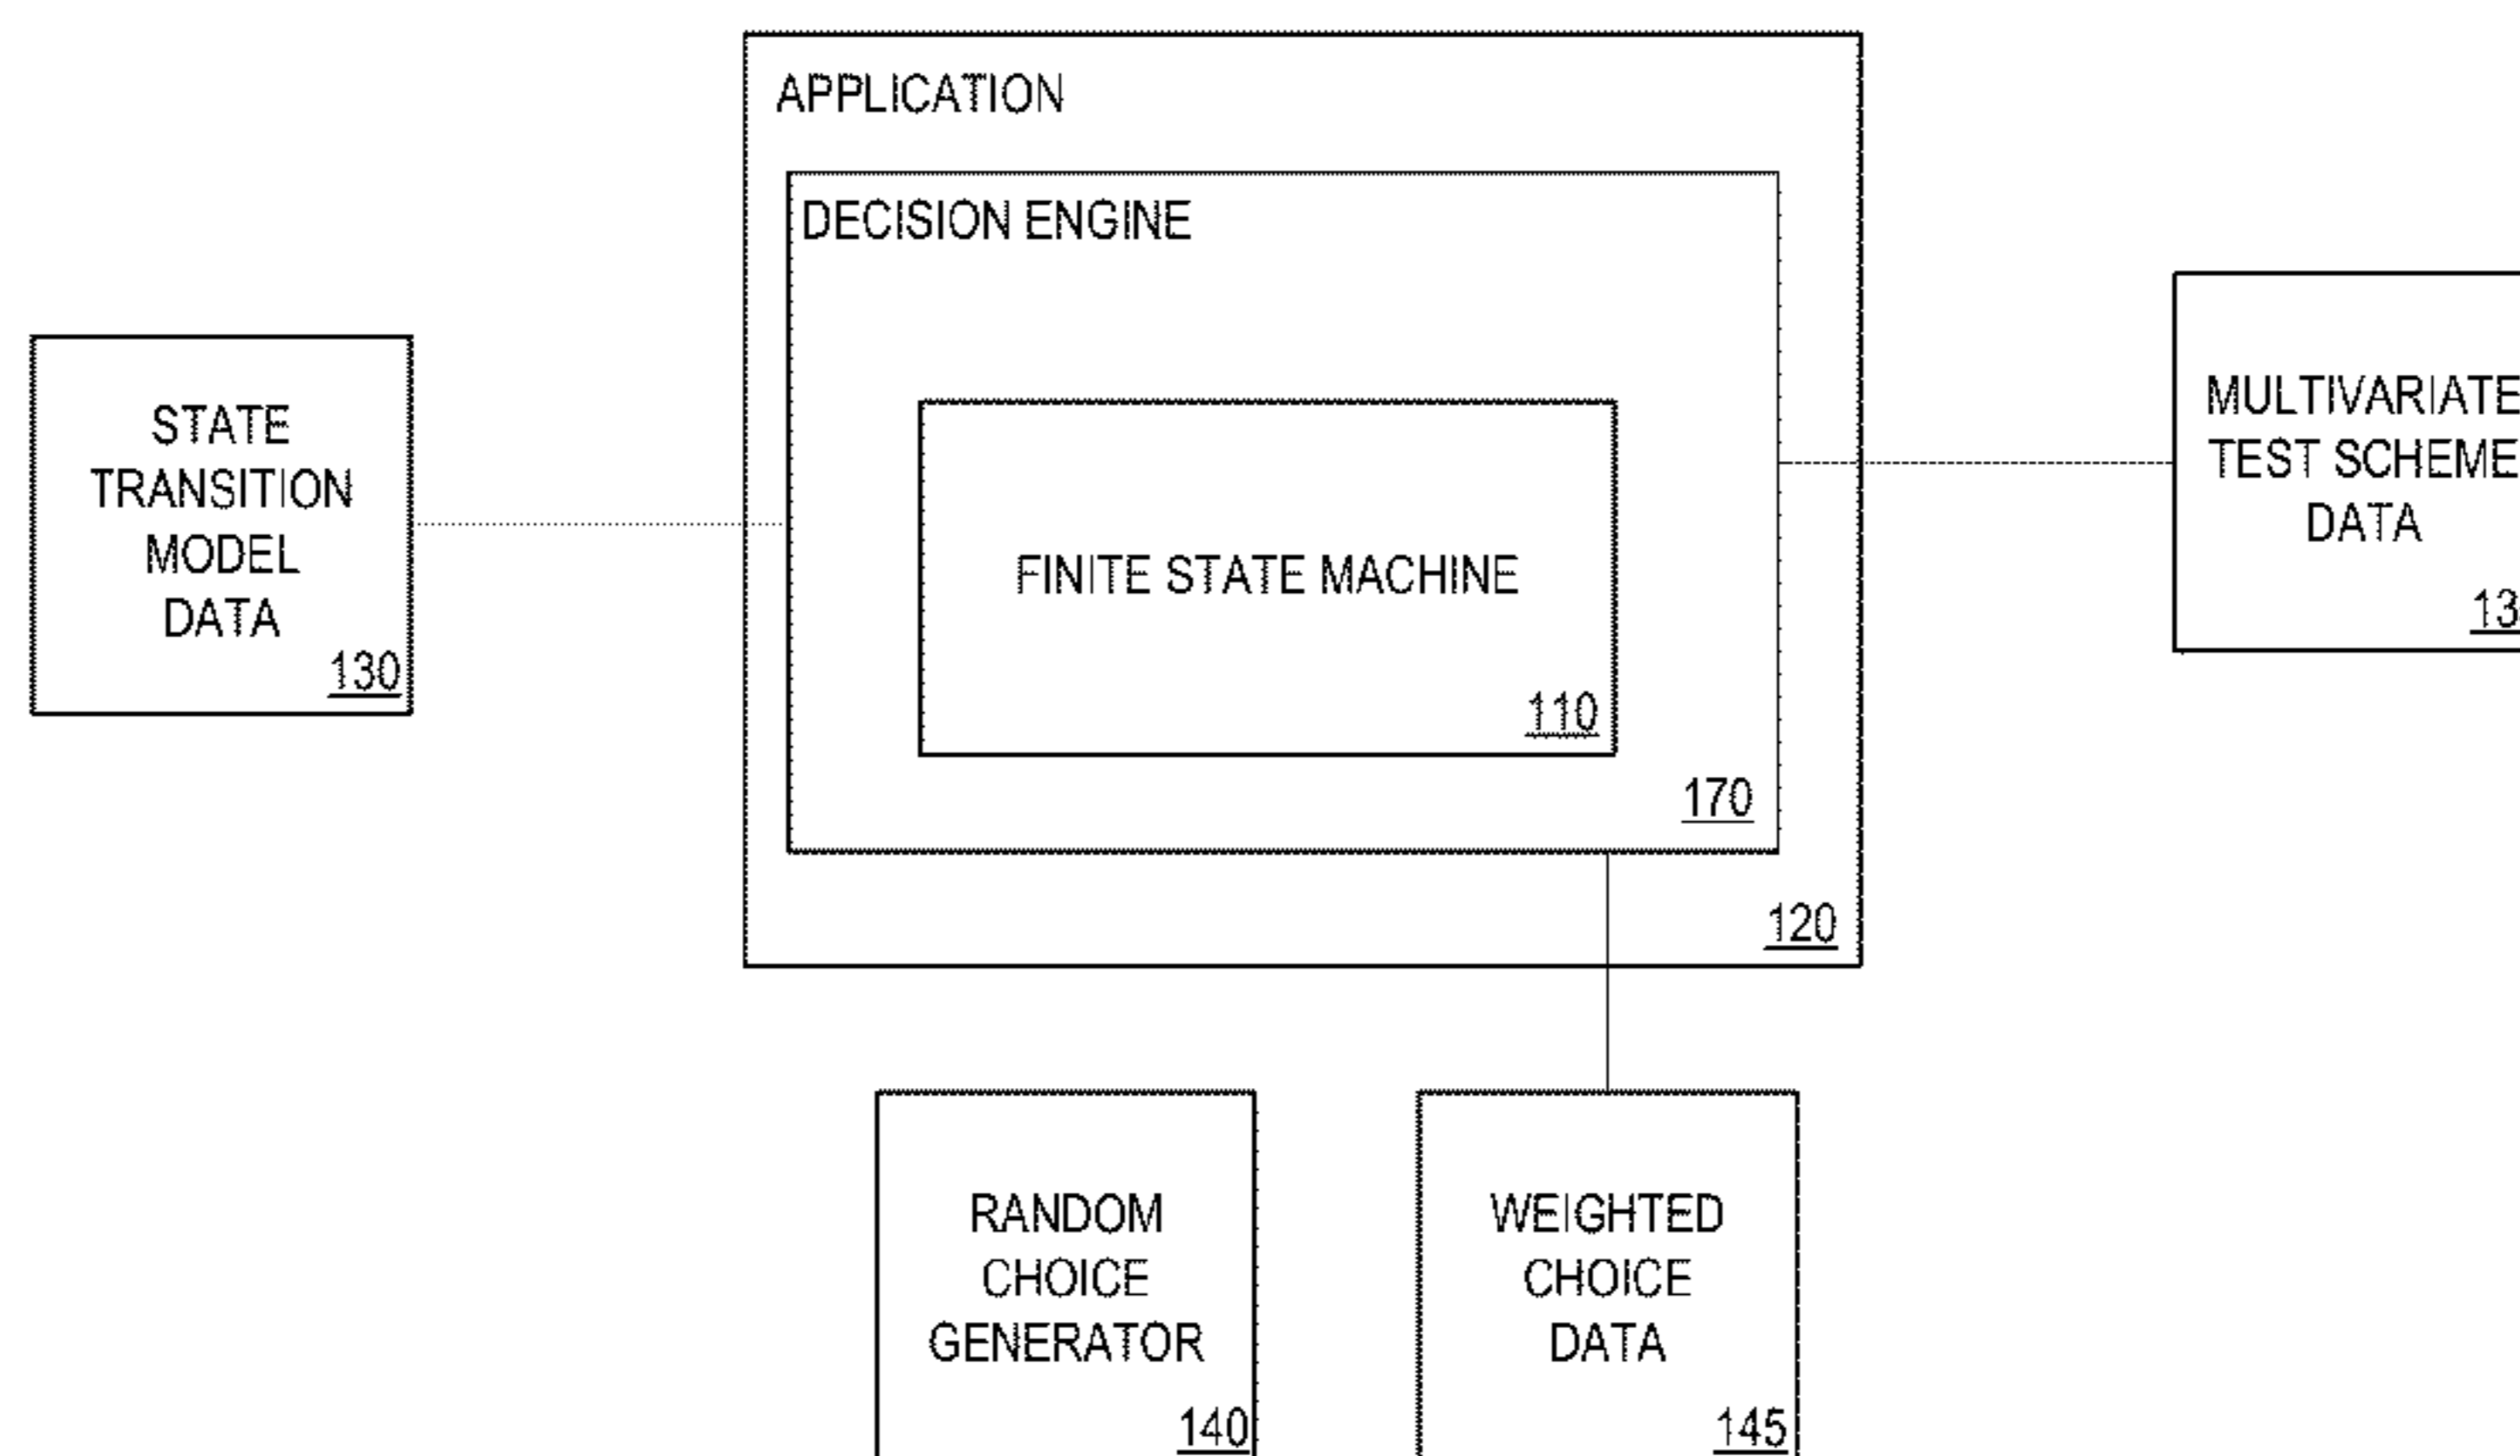 APPLICATION
DECISION ENGINE
STATE
TRANSITION
MODEL
DATA
130
FINITE STATE MACHINE
110
170
120
MULTIVARIATE
TEST SCHEME
DATA
RANDOM
CHOICE
GENERATOR
140
WEIGHTED
CHOICE
DATA
145